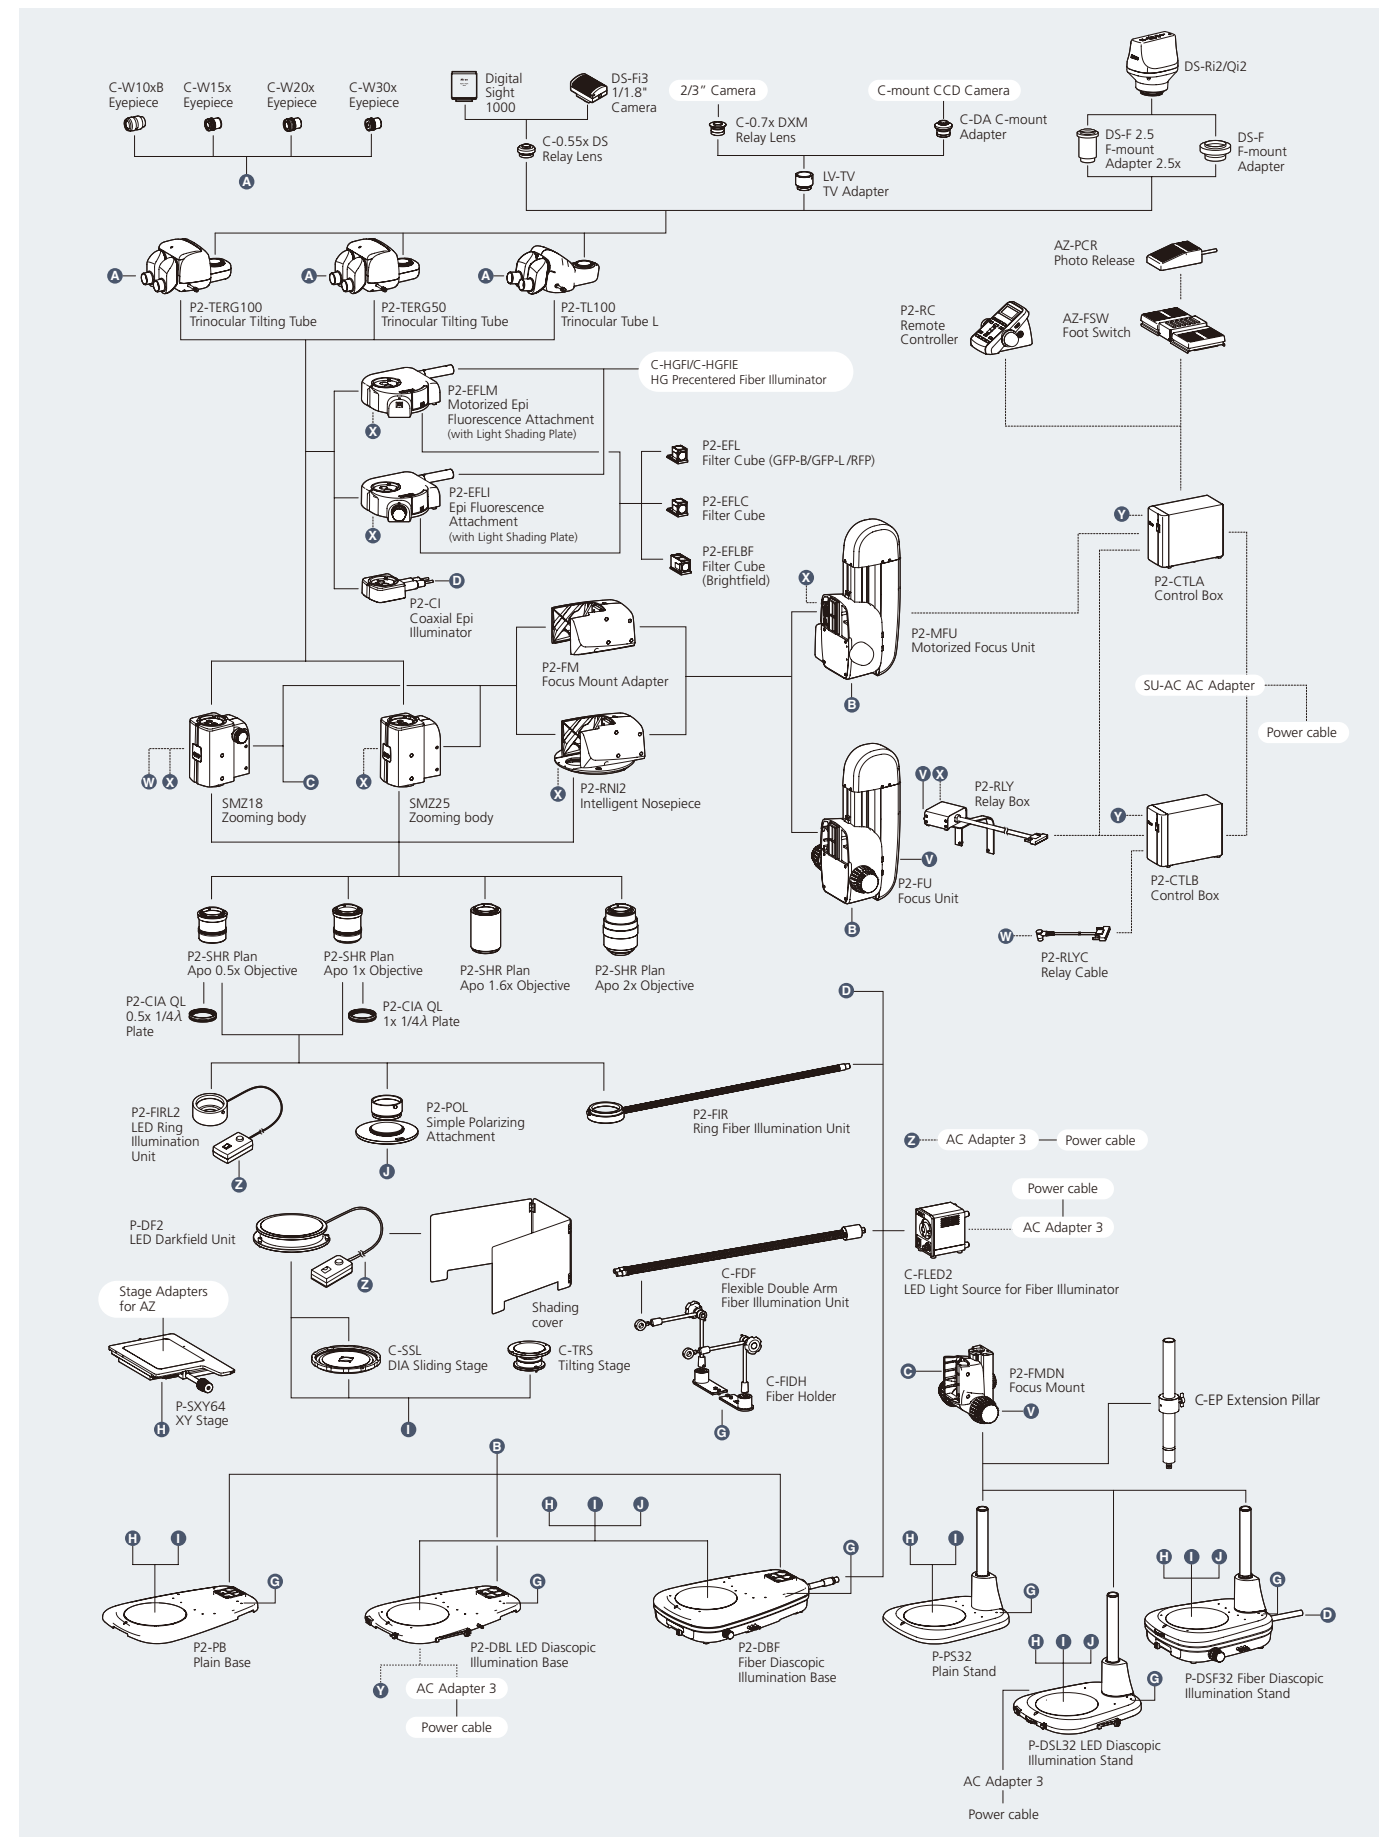 C-W10xB
Eyepiece
C-W15x
Eyepiece
C-W20x
Eyepiece
C-W30x
Eyepiece
A
Digital
Sight
1000
DS-Fi3
1/1.8"
Camera
C-0.55x DS
Relay Lens
2/3” Camera
C-0.7x DXM
Relay Lens
C-mount CCD Camera
C-DA C-mount
Adapter
LV-TV
TV Adapter
DS-Ri2/Qi2
DS-F 2.5
F-mount
Adapter 2.5x
DS-F
F-mount
Adapter
A
P2-TERG100
Trinocular Tilting Tube
A
P2-TERG50
Trinocular Tilting Tube
A
P2-TL100
Trinocular Tube L
AZ-PCR
Photo Release
P2-RC
Remote
Controller
AZ-FSW
Foot Switch
C-HGFI/C-HGFIE
HG Precentered Fiber Illuminator
P2-EFLM
Motorized Epi
Fluorescence Attachment
(with Light Shading Plate)
X
P2-EFLI
Epi Fluorescence
Attachment
(with Light Shading Plate)
X
P2-EFL
Filter Cube (GFP-B/GFP-L/RFP)
P2-EFLC
Filter Cube
P2-EFLBF
Filter Cube
(Brightfield)
D
P2-CI
Coaxial Epi
Illuminator
X
P2-MFU
Motorized Focus Unit
B
Y
P2-CTLA
Control Box
SU-AC AC Adapter
Power cable
P2-FM
Focus Mount Adapter
W
X
C
SMZ18
Zooming body
X
SMZ25
Zooming body
X
P2-RNI2
Intelligent Nosepiece
V
X
P2-RLY
Relay Box
V
P2-FU
Focus Unit
B
Y
P2-CTLB
Control Box
W
P2-RLYC
Relay Cable
P2-SHR Plan
Apo 0.5x Objective
P2-SHR Plan
Apo 1x Objective
P2-SHR Plan
Apo 1.6x Objective
P2-SHR Plan
Apo 2x Objective
P2-CIA QL
0.5x 1/4λ
Plate
P2-CIA QL
1x 1/4λ Plate
D
P2-FIRL2
LED Ring
Illumination
Unit
Z
P2-POL
Simple Polarizing
Attachment
J
P2-FIR
Ring Fiber Illumination Unit
Z
AC Adapter 3
Power cable
P-DF2
LED Darkfield Unit
Z
Shading
cover
C-FDF
Flexible Double Arm
Fiber Illumination Unit
Power cable
AC Adapter 3
C-FLED2
LED Light Source for Fiber Illuminator
Stage Adapters
for AZ
P-SXY64
XY Stage
H
C-SSL
DIA Sliding Stage
C-TRS
Tilting Stage
I
C-FIDH
Fiber Holder
G
C
P2-FMDN
Focus Mount
V
C-EP Extension Pillar
B
H
I
G
P2-PB
Plain Base
H
I
J
G
P2-DBL LED Diascopic
Illumination Base
Y
AC Adapter 3
Power cable
G
P2-DBF
Fiber Diascopic
Illumination Base
H
I
G
P-PS32
Plain Stand
H
I
J
G
P-DSL32 LED Diascopic
Illumination Stand
AC Adapter 3
Power cable
H
I
J
G
D
P-DSF32 Fiber Diascopic
Illumination Stand